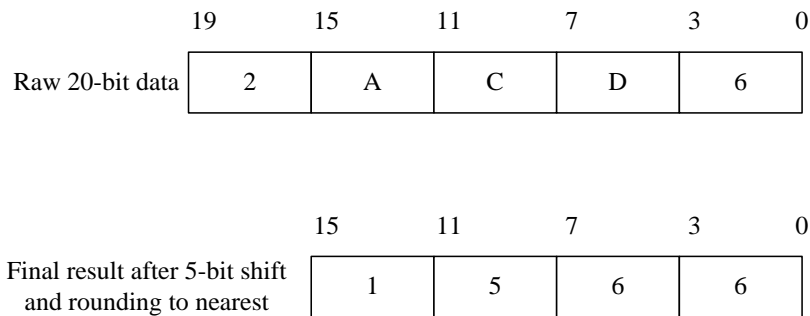 19 15 11 7 3 0
Raw 20-bit data 2 A C D 6
15 11 7 3 0
Final result after 5-bit shift
and rounding to nearest
1 5 6 6